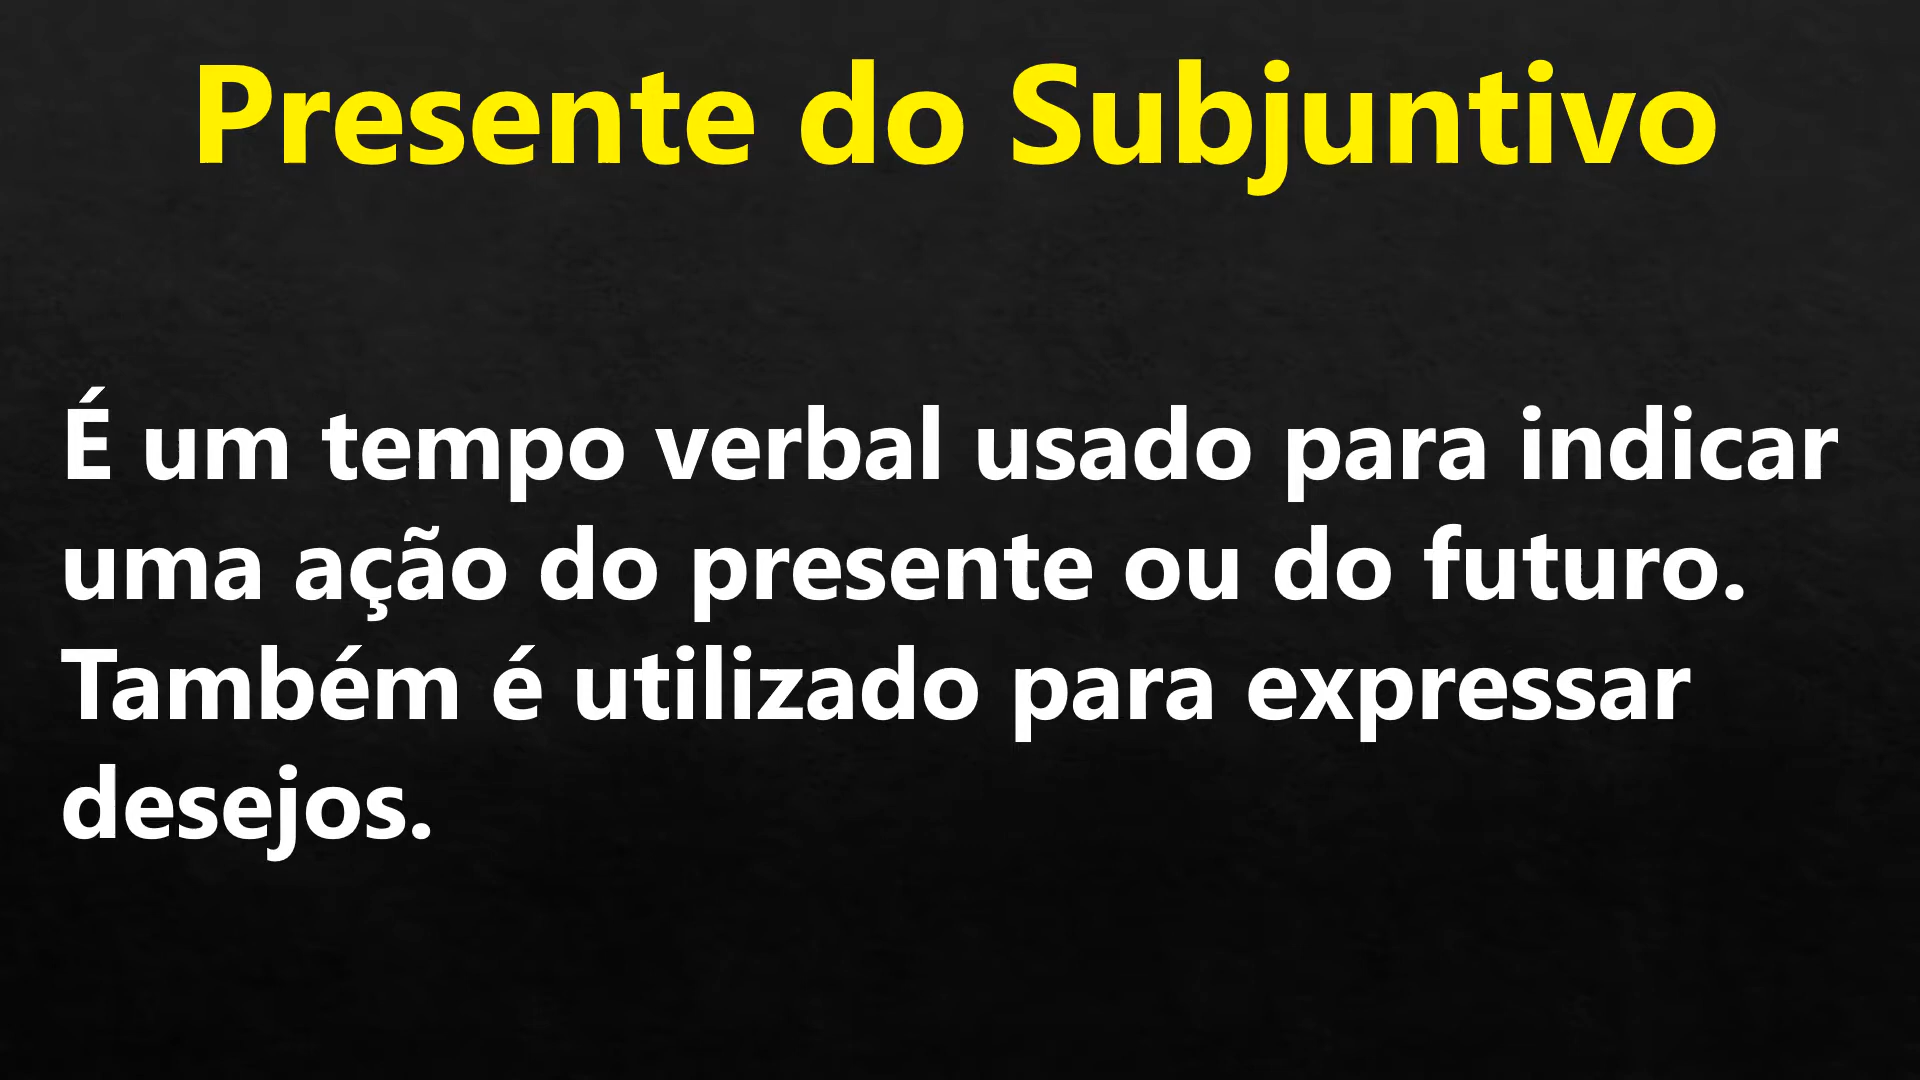 Presente do Subjuntivo
É um tempo verbal usado para indicar
uma ação do presente ou do futuro.
Também é utilizado para expressar
desejos.